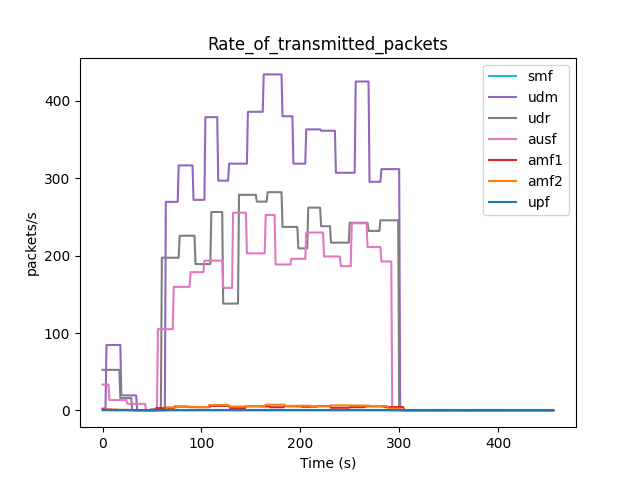 Rate_of_transmitted_packets
packets/s
400
300
200
100
0
0 100 200 300 400
Time (s)
smf
udm
udr
ausf
amf1
amf2
upf